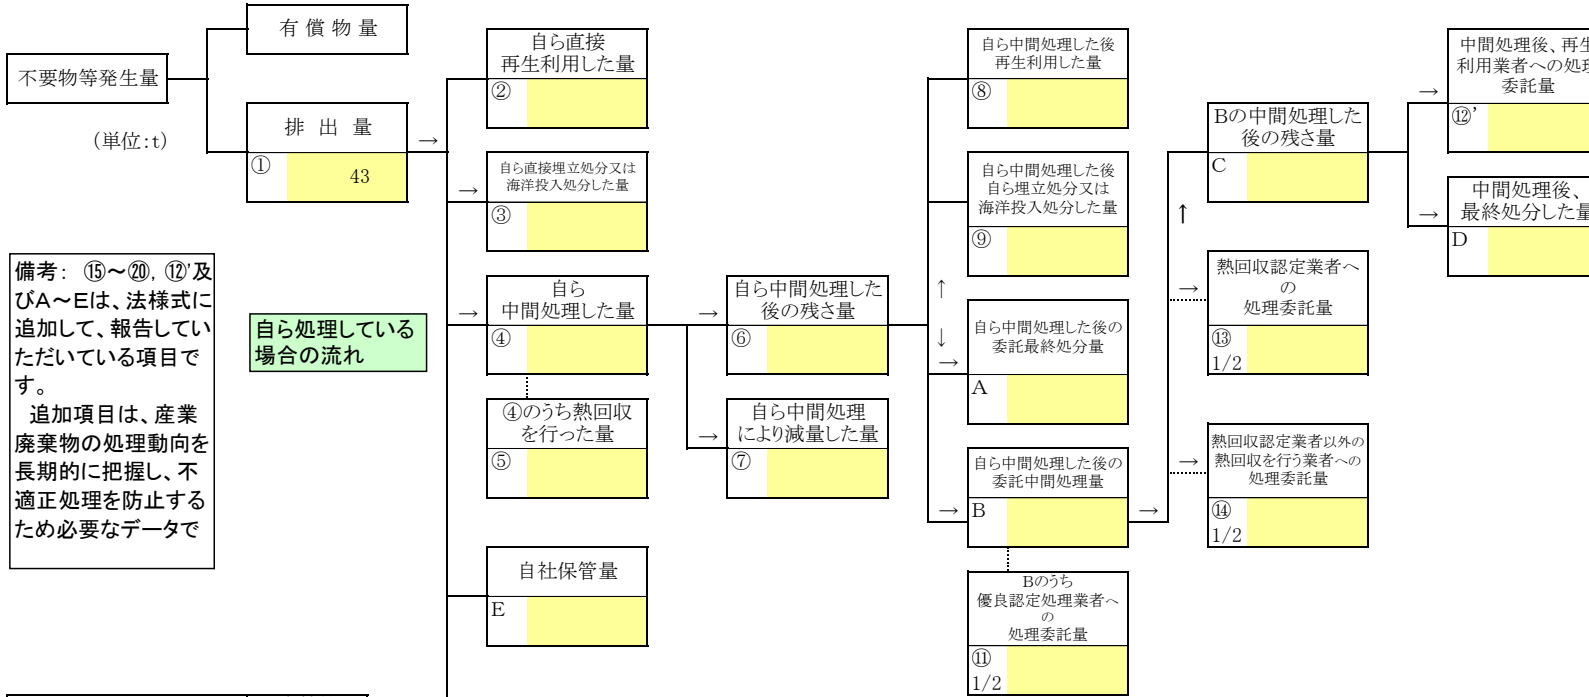 不要物等発生量
(単位:t)
有 償 物 量
排 出 量
①
43
→
自ら直接
再生利用した量
②
→
自ら直接埋立処分又は
海洋投入処分した量
③
→
自ら
中間処理した量
④
④のうち熱回収
を行った量
⑤
自社保管量
E
備考: ⑮～⑳, ⑫'及
びA～Eは、法様式に
追加して、報告してい
ただいている項目で
す。
追加項目は、産業
廃棄物の処理動向を
長期的に把握し、不
適正処理を防止する
ため必要なデータで
自ら処理している
場合の流れ
→
自ら中間処理した
後の残さ量
⑥
→
自ら中間処理
により減量した量
⑦
自ら中間処理した後
再生利用した量
⑧
自ら中間処理した後
自ら埋立処分又は
海洋投入処分した量
⑨
↑
↓
→
自ら中間処理した後の
委託最終処分量
A
→
自ら中間処理した後の
委託中間処理量
B
→
Bのうち
優良認定処理業者へ
の
処理委託量
⑪
1/2
↑
Bの中間処理した
後の残さ量
C
→
熱回収認定業者へ
の
処理委託量
⑬
1/2
→
熱回収認定業者以外の
熱回収を行う業者への
処理委託量
⑭
1/2
→
中間処理後、再生
利用業者への処理
委託量
⑫'
→
中間処理後、
最終処分した量
D